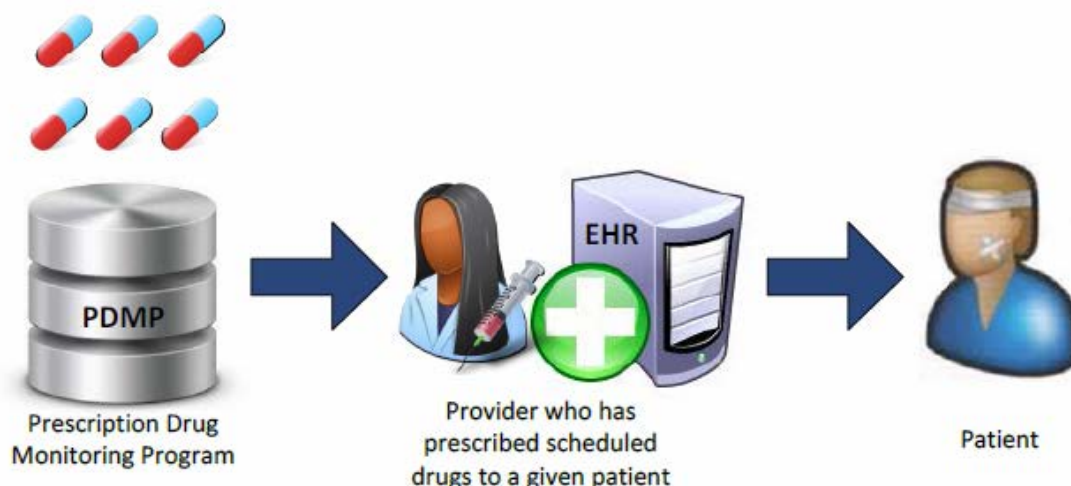 PDMP
Prescription Drug
Monitoring Program
EHR
Provider who has
prescribed scheduled
drugs to a given patient
Patient